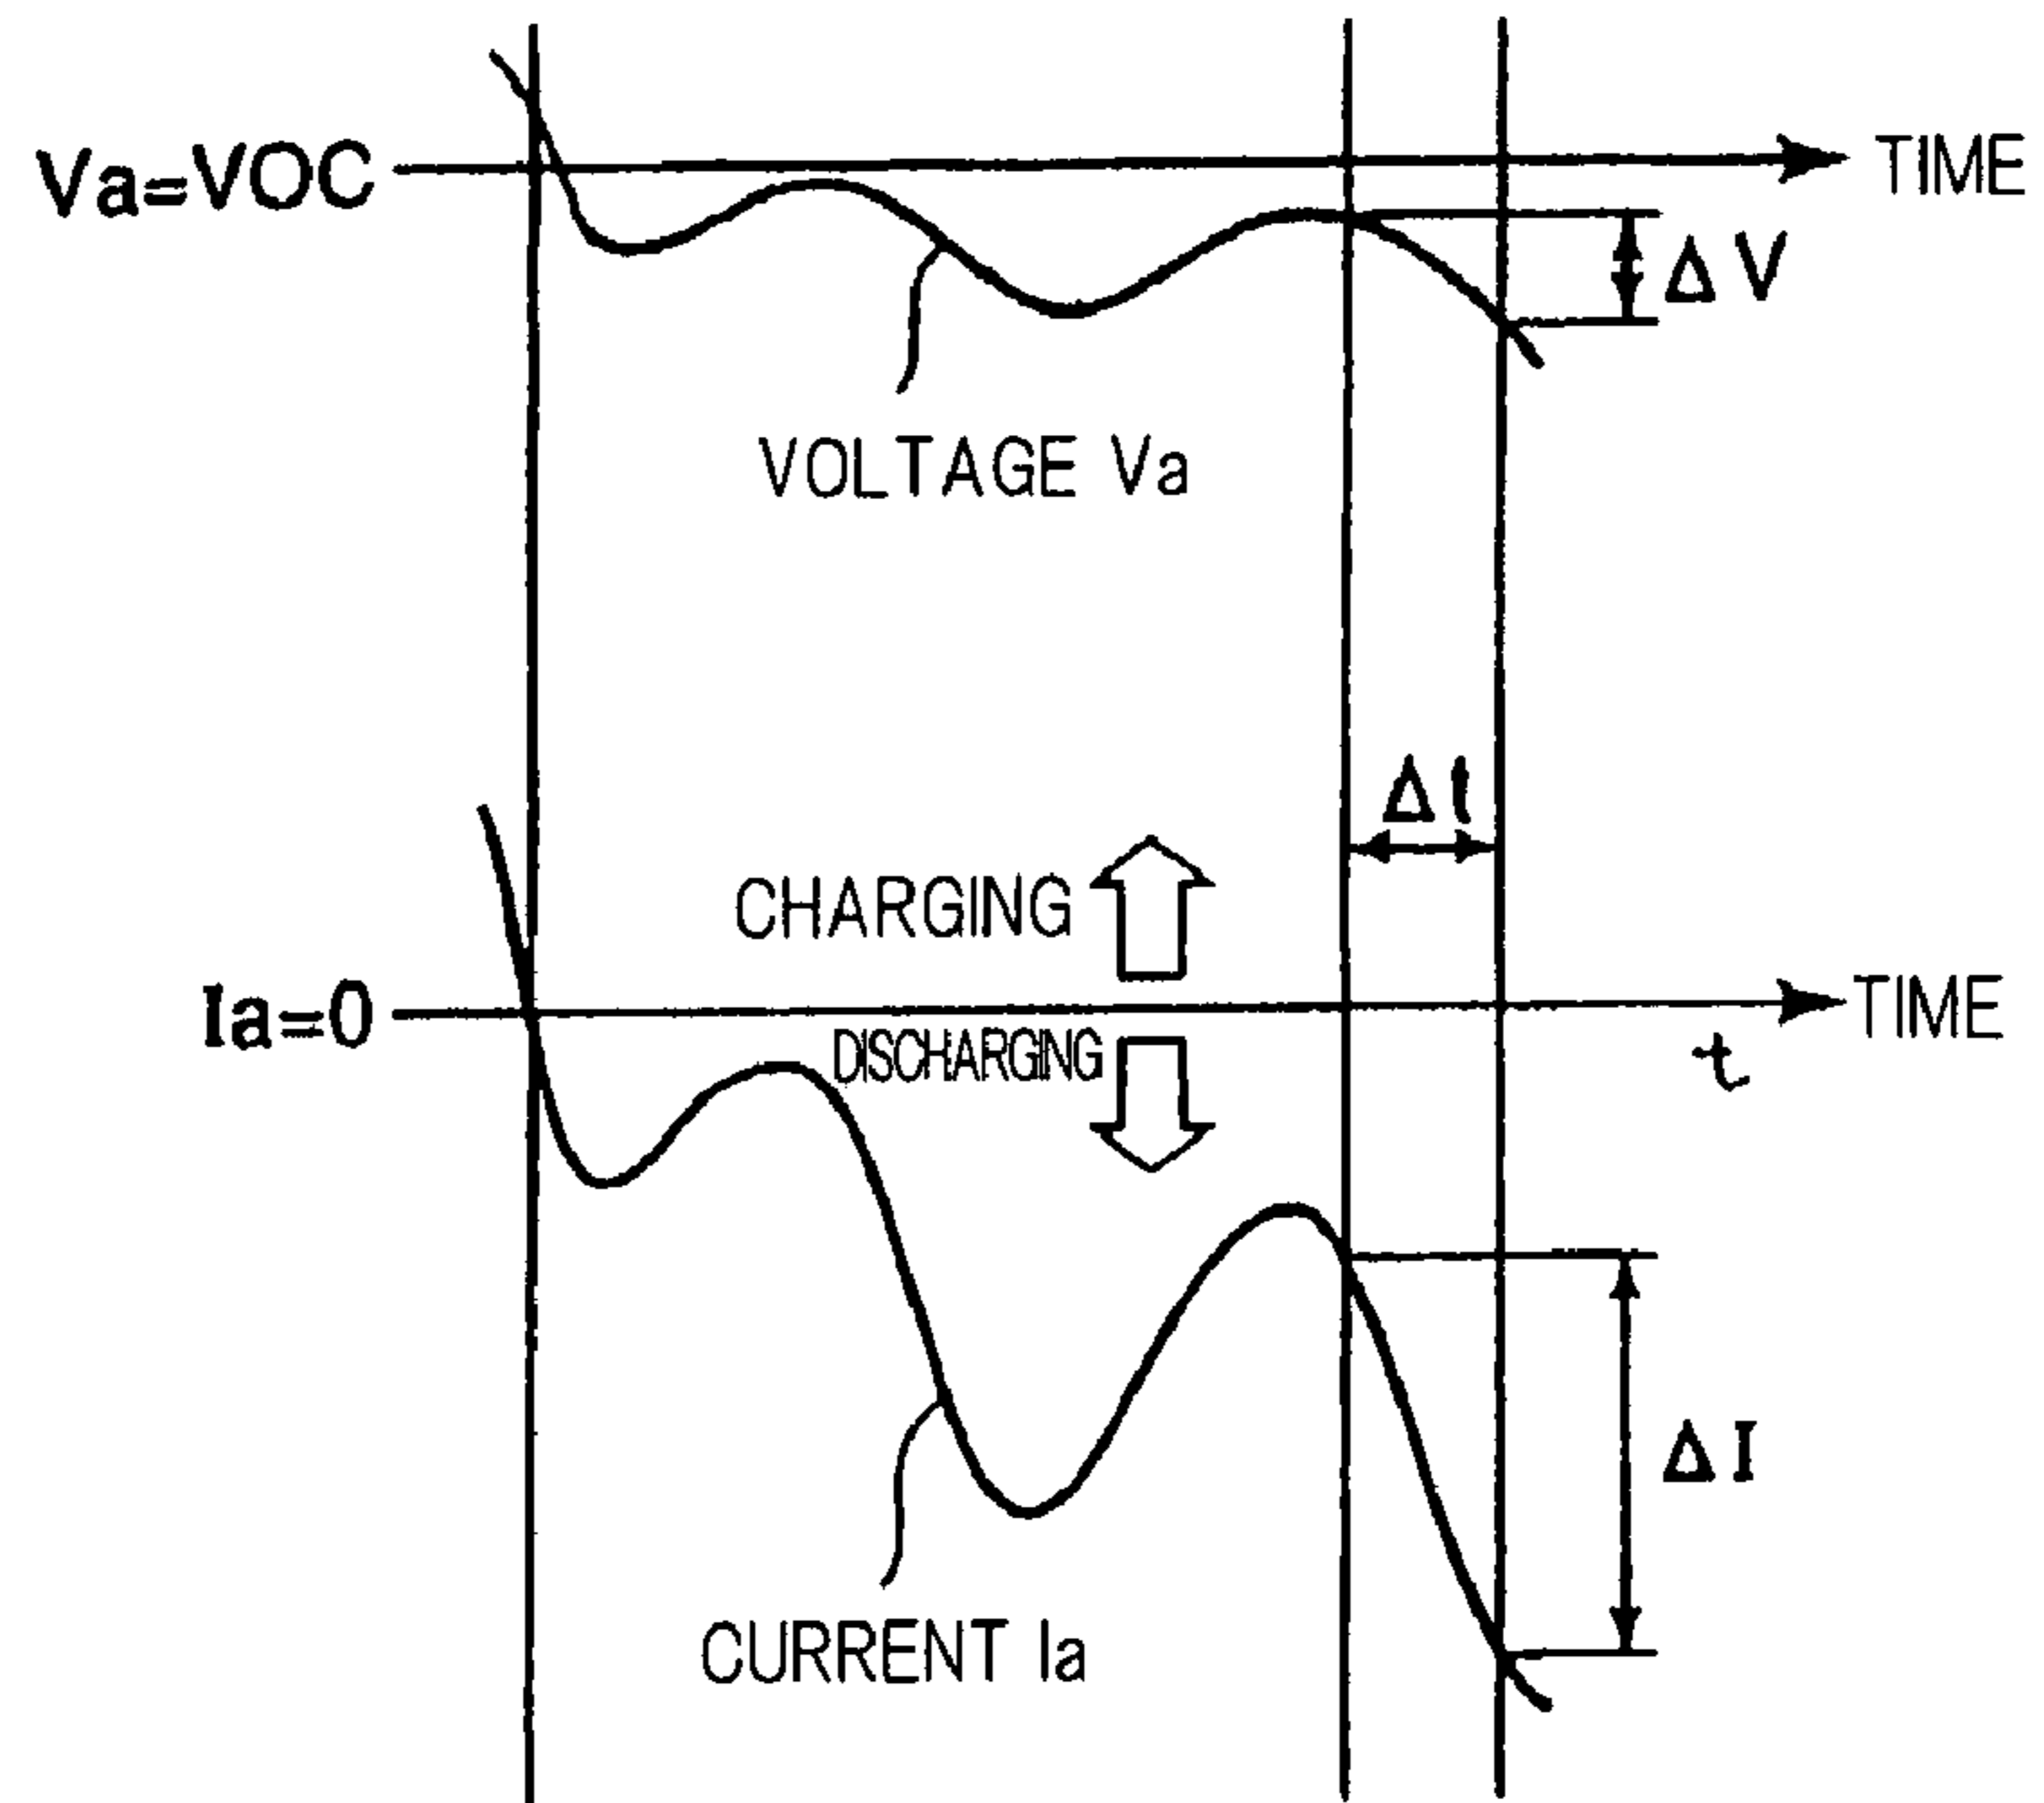 Va=VOC
TIME
ΔV
VOLTAGE Va
Δt
CHARGING
Ia=0
TIME
DISCHARGING
t
ΔI
CURRENT Ia